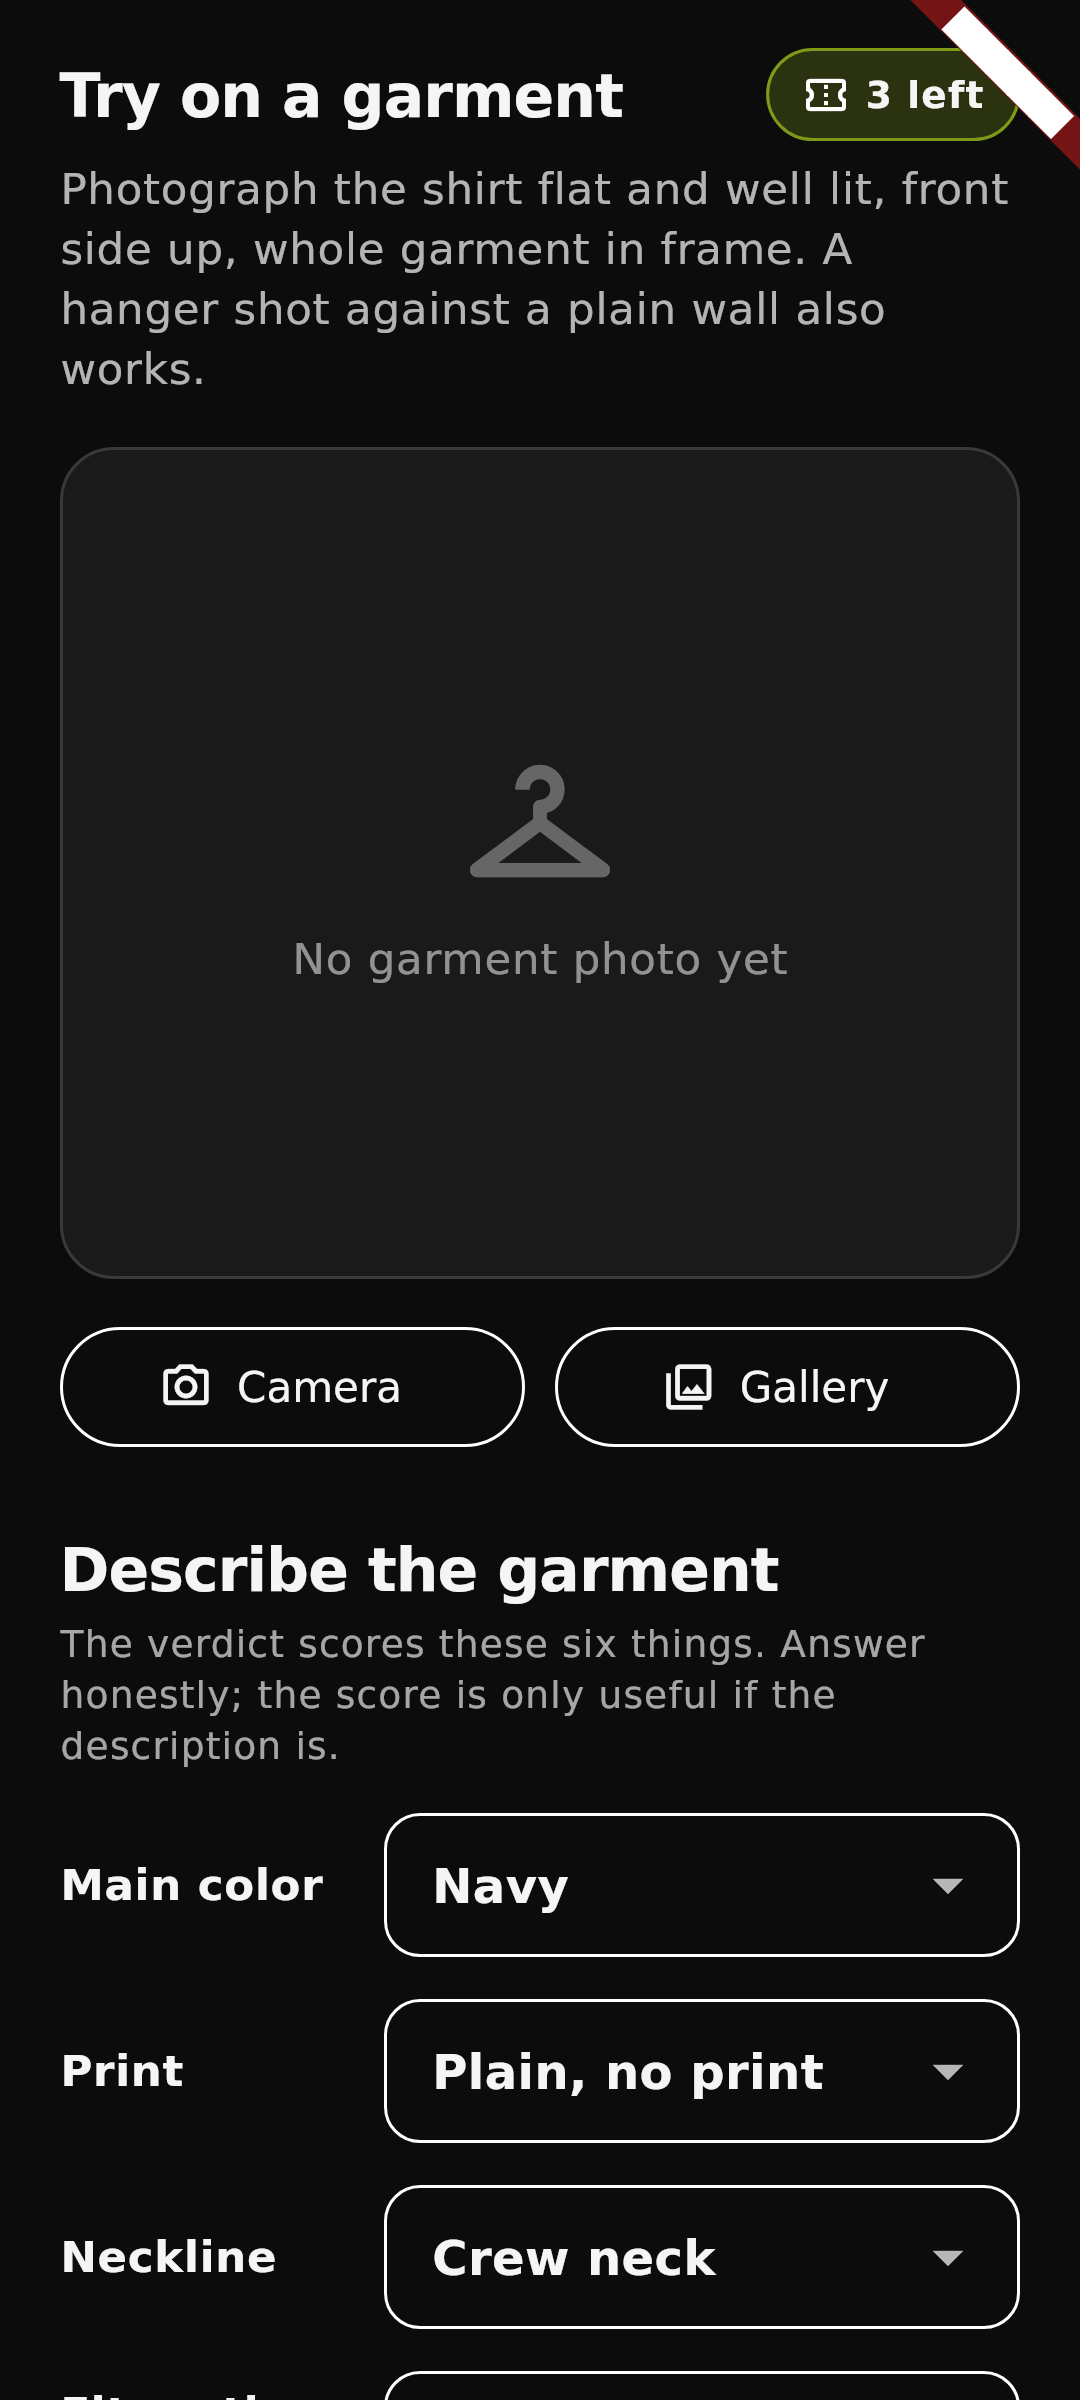 Try on a garment
3 left
Photograph the shirt flat and well lit, front
side up, whole garment in frame. A
hanger shot against a plain wall also
works.
No garment photo yet
Camera
Gallery
Describe the garment
The verdict scores these six things. Answer
honestly; the score is only useful if the
description is.
Main color
Navy
Print
Plain, no print
Neckline
Crew neck